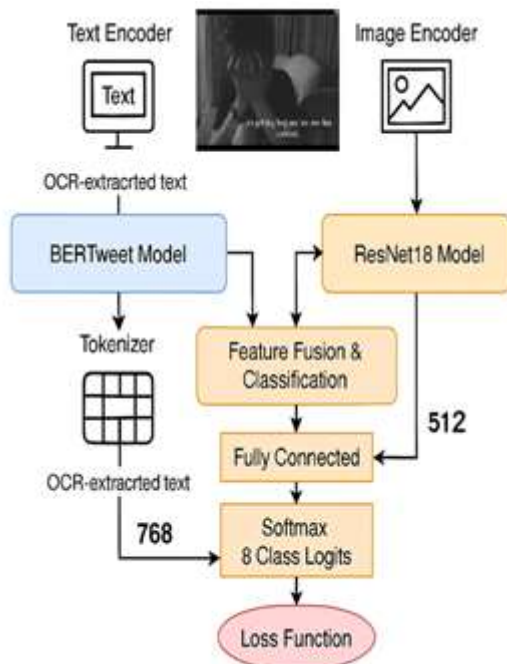 Text Encoder
Image Encoder
Text
OCR-extracrted text
BERTweet Model
ResNet18 Model
Tokenizer
Feature Fusion &
Classification
512
Fully Connected
OCR-extracrted text
768
Softmax
8 Class Logits
Loss Function